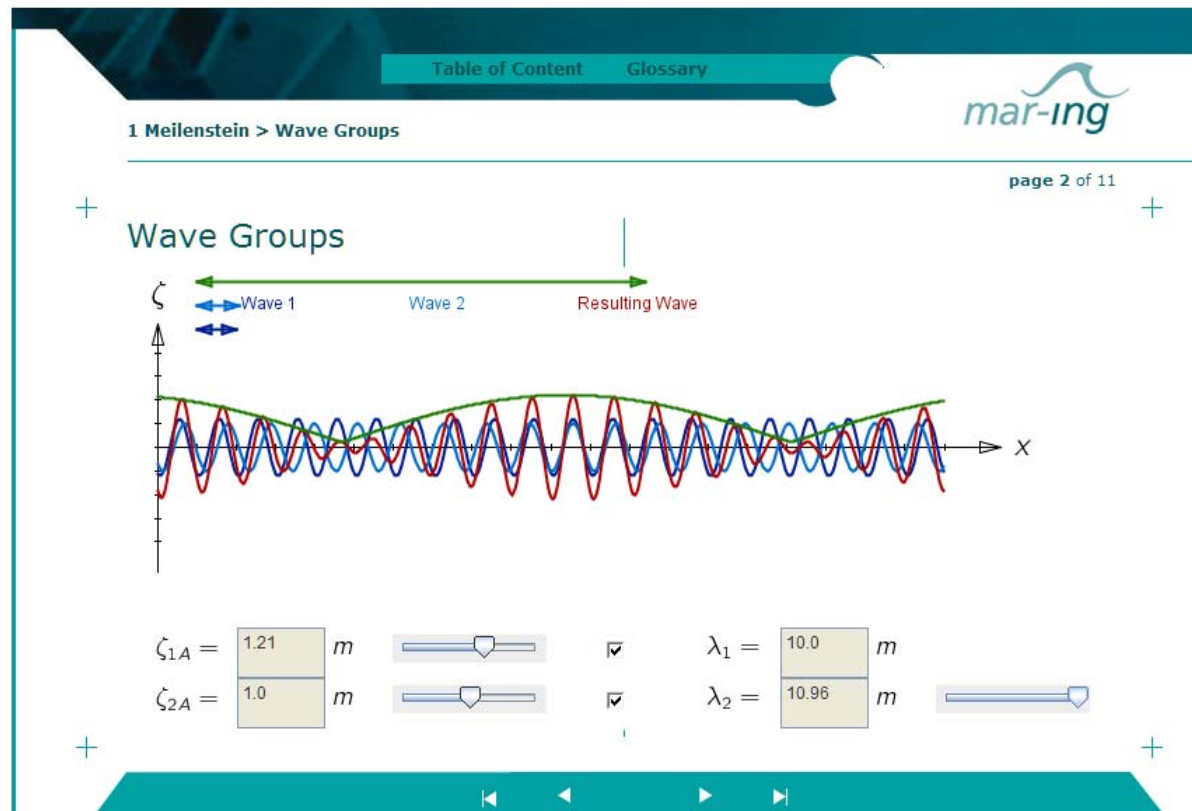 Table of Content Glossary
mar-ing
1 Meilenstein > Wave Groups
page 2 of 11
Wave Groups
ζ
Wave 1 Wave 2 Resulting Wave
X
ζ1A = 1.21 m λ1 = 10.0 m
ζ2A = 1.0 m λ2 = 10.96 m